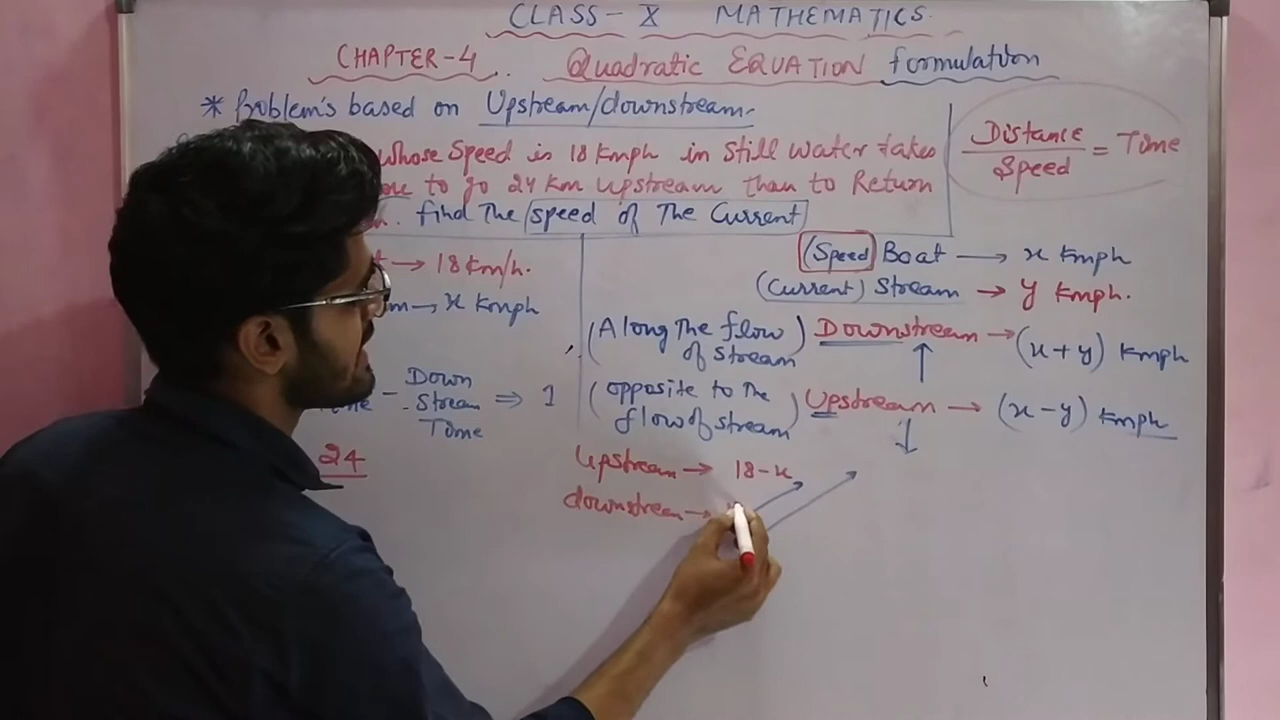 CLASS-X MATHEMATICS.
CHAPTER-4 Quadratic EQUATION formulation
* Problem's based on Upstream/downstream.
whose Speed is 18 Kmph in Still Water takes
to go 24 Km Upstream Than to Return
find The speed of The Current
Distance/Speed = Time
→ 18 Km/h.
→ x Kmph
(Speed) Boat → x Kmph
(Current) Stream → y Kmph.
(Along The flow of Stream) Downstream → (x+y) Kmph
(opposite to The flow of stream) Upstream → (x-y) Kmph
- Down Stream Time ⇒ 1
24
Upstream → 18-x
downstream →